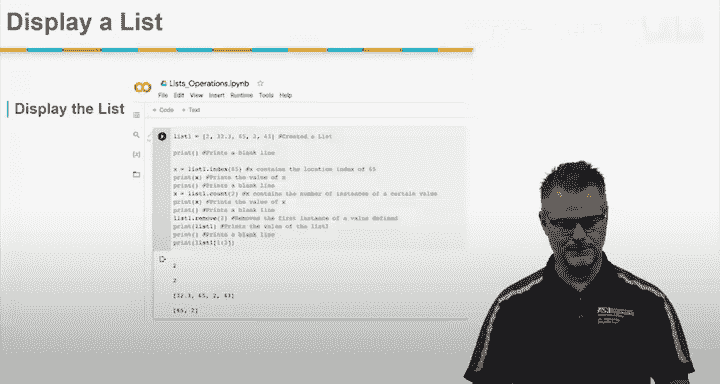 Display a List
Lists_Operations.ipynb
File Edit View Insert Runtime Tools Help
+ Code + Text
Display the List
list1 = [2, 32.3, 65, 2, 43] #Created a List
print() #Prints a blank line
x = list1.index(65) #x contains the location index of 65
print(x) #Prints the value of x
print() #Prints a blank line
x = list1.count(2) #x contains the number of instance of a certain value
print(x) #Prints the value of x
print() #Prints a blank line
list1.remove(2) #Removes the first instance of a value defined
print(list1) #Prints the value of the list1
print() #Prints a blank line
print(list1[1:3])
2
2
[32.3, 65, 2, 43]
[65, 2]